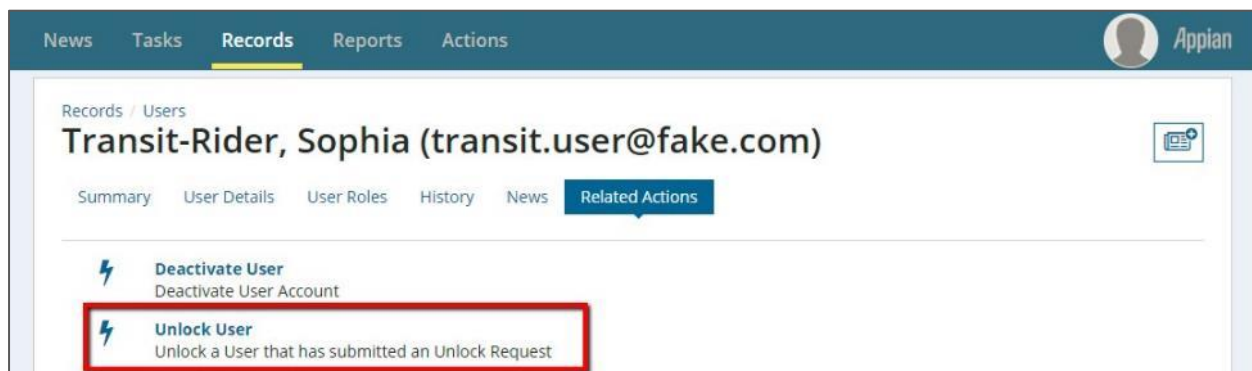 News Tasks Records Reports Actions Appian
Records / Users
Transit-Rider, Sophia (transit.user@fake.com)
Summary User Details User Roles History News Related Actions
Deactivate User
Deactivate User Account
Unlock User
Unlock a User that has submitted an Unlock Request